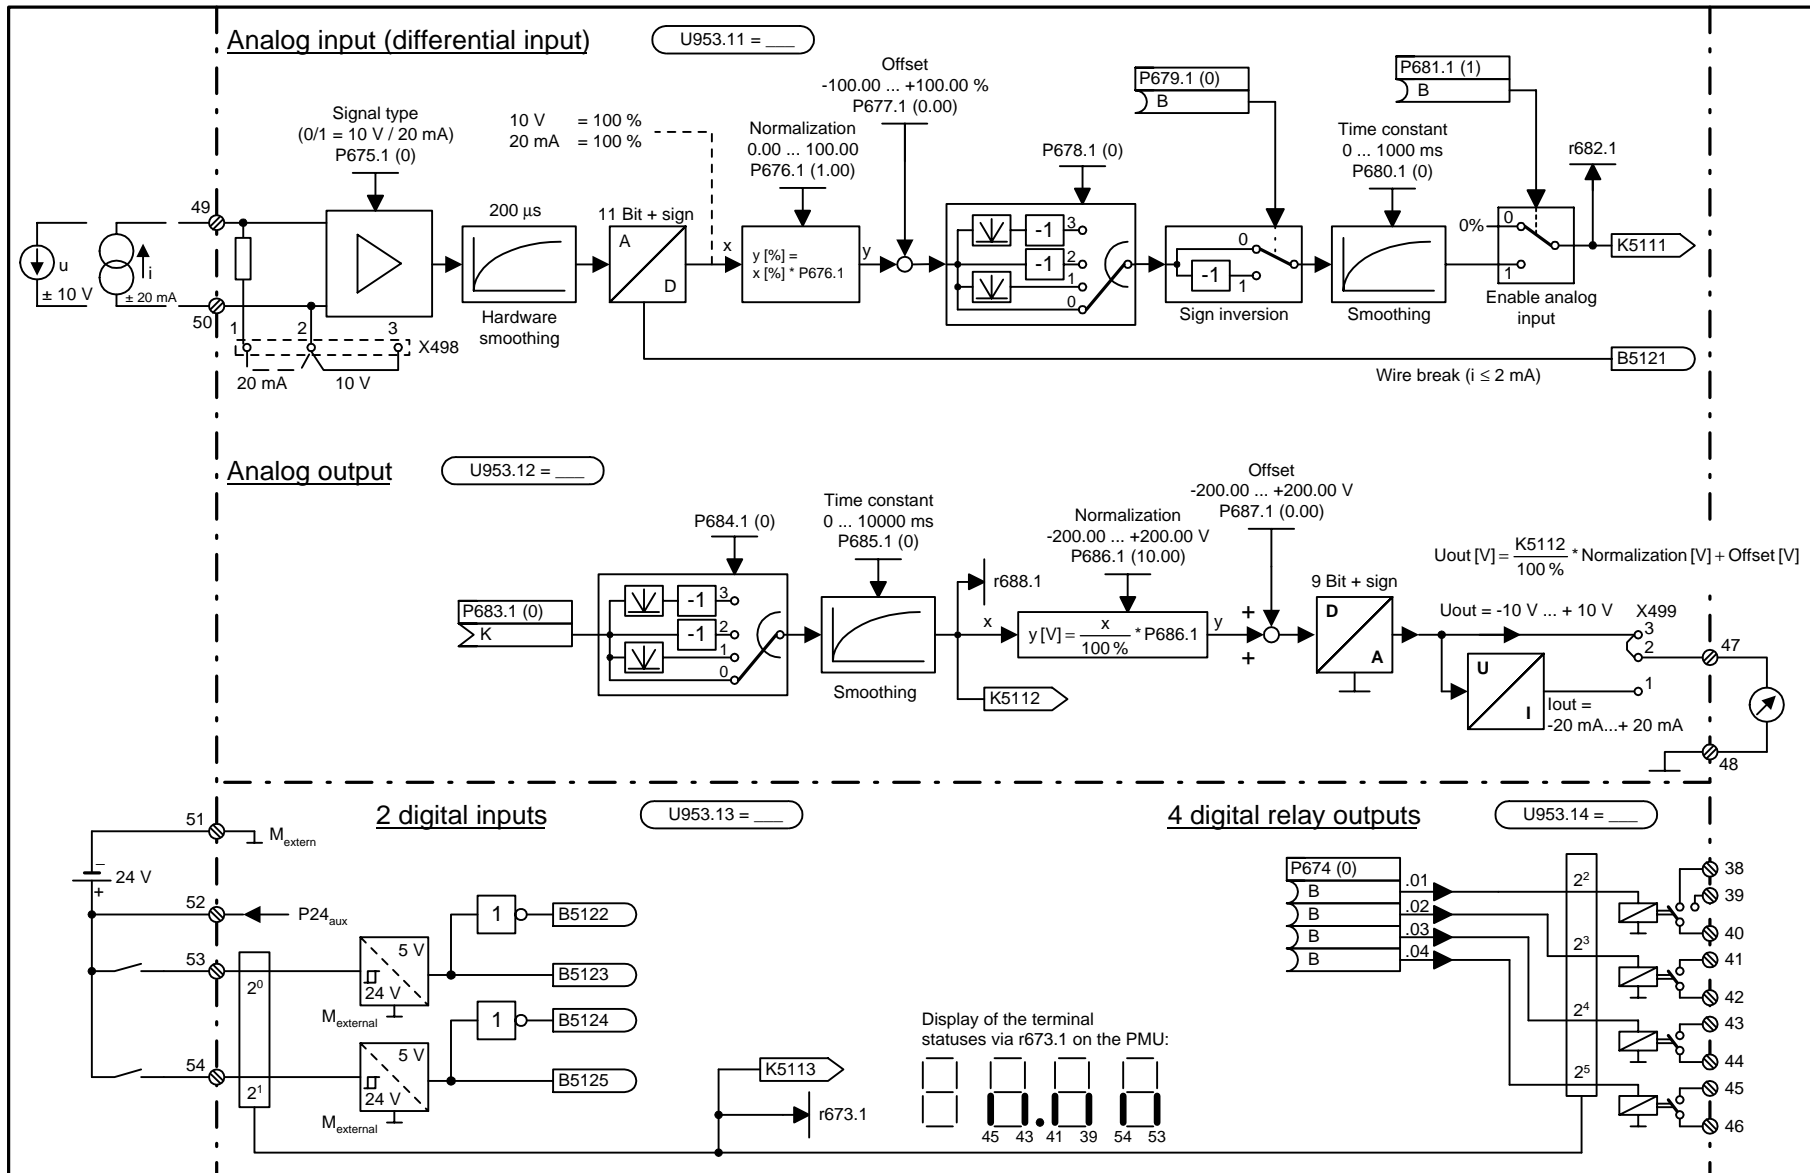 Analog input (differential input)
U953.11 = ___
Signal type
(0/1 = 10 V / 20 mA)
P675.1 (0)
10 V = 100 %
20 mA = 100 %
Offset
-100.00 ... +100.00 %
P677.1 (0.00)
Normalization
0.00 ... 100.00
P676.1 (1.00)
P678.1 (0)
P679.1 (0)
B
P681.1 (1)
B
Time constant
0 ... 1000 ms
P680.1 (0)
r682.1
49
50
u
± 10 V
i
± 20 mA
200 µs
Hardware
smoothing
11 Bit + sign
A
D
x
y [%] =
x [%] * P676.1
y
-1
3
-1
2
1
0
0
-1
1
Sign inversion
Smoothing
0%
0
1
Enable analog
input
K5111
1
2
3
X498
20 mA
10 V
B5121
Wire break (i ≤ 2 mA)
Analog output
U953.12 = ___
P683.1 (0)
K
P684.1 (0)
-1
3
-1
2
1
0
Time constant
0 ... 10000 ms
P685.1 (0)
Smoothing
r688.1
x
K5112
Normalization
-200.00 ... +200.00 V
P686.1 (10.00)
y [V] = x / 100 % * P686.1
y
Offset
-200.00 ... +200.00 V
P687.1 (0.00)
+
+
9 Bit + sign
D
A
Uout [V] = K5112 / 100 % * Normalization [V] + Offset [V]
Uout = -10 V ... + 10 V
X499
3
2
1
U
I
Iout =
-20 mA...+ 20 mA
47
48
2 digital inputs
U953.13 = ___
51
M extern
–
24 V
+
52
P24 aux
53
2⁰
5 V
24 V
M external
1
B5122
B5123
54
2¹
5 V
24 V
M external
1
B5124
B5125
K5113
r673.1
Display of the terminal
statuses via r673.1 on the PMU:
45 43 41 39 54 53
4 digital relay outputs
U953.14 = ___
P674 (0)
B .01
B .02
B .03
B .04
2²
2³
2⁴
2⁵
38
39
40
41
42
43
44
45
46